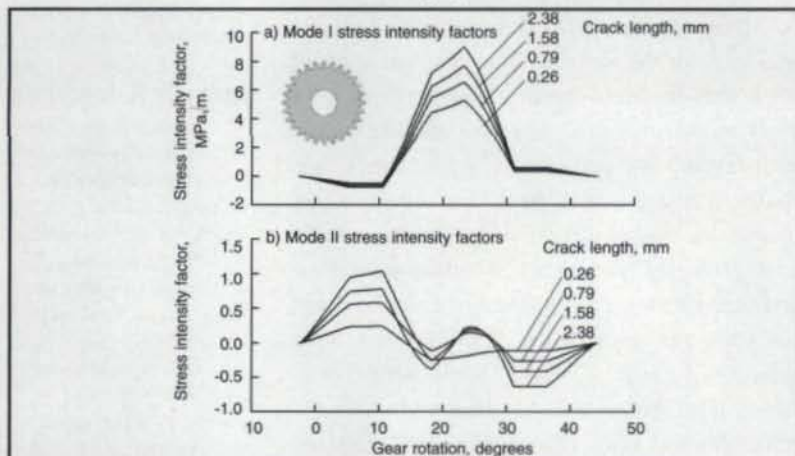 a) Mode I stress intensity factors
Crack length, mm
2.38
1.58
0.79
0.26
Stress intensity factor,
MPa√m
10
8
6
4
2
0
-2
b) Mode II stress intensity factors
Crack length, mm
0.26
0.79
1.58
2.38
Stress intensity factor,
1.5
1.0
0.5
0.0
-0.5
-1.0
10 0 10 20 30 40 50
Gear rotation, degrees